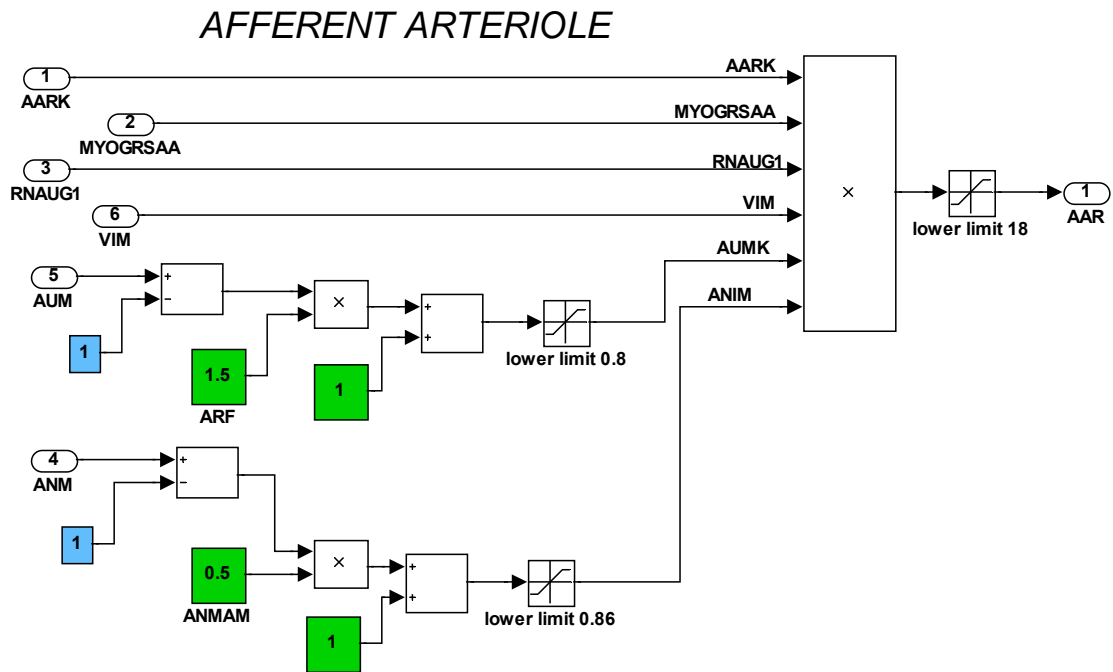 AFFERENT ARTERIOLE
1
AARK
AARK
2
MYOGRSAA
MYOGRSAA
3
RNAUG1
RNAUG1
6
VIM
VIM
×
lower limit 18
1
AAR
5
AUM
+
−
1
×
1.5
ARF
+
+
1
lower limit 0.8
AUMK
ANIM
4
ANM
+
−
1
×
0.5
ANMAM
+
+
1
lower limit 0.86